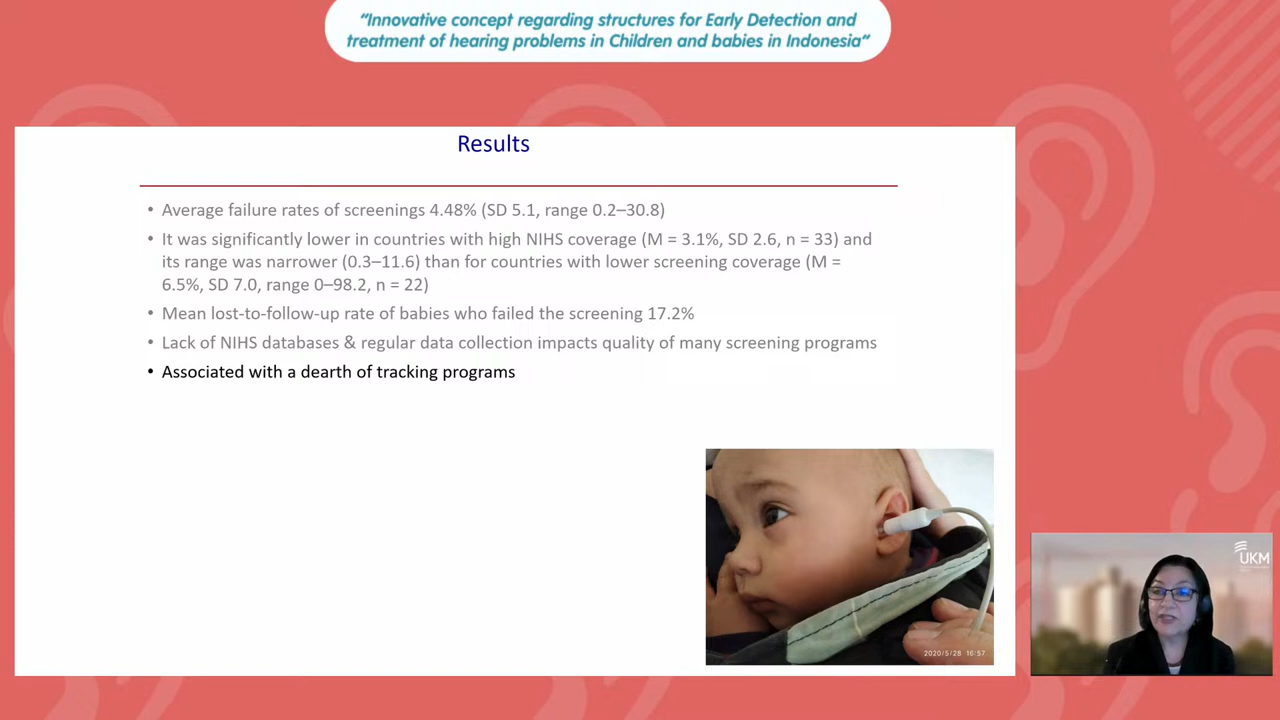 “Innovative concept regarding structures for Early Detection and
treatment of hearing problems in Children and babies in Indonesia“
Results
• Average failure rates of screenings 4.48% (SD 5.1, range 0.2–30.8)
• It was significantly lower in countries with high NIHS coverage (M = 3.1%, SD 2.6, n = 33) and
its range was narrower (0.3–11.6) than for countries with lower screening coverage (M =
6.5%, SD 7.0, range 0–98.2, n = 22)
• Mean lost-to-follow-up rate of babies who failed the screening 17.2%
• Lack of NIHS databases & regular data collection impacts quality of many screening programs
• Associated with a dearth of tracking programs
2020/5/28 16:57
UKM